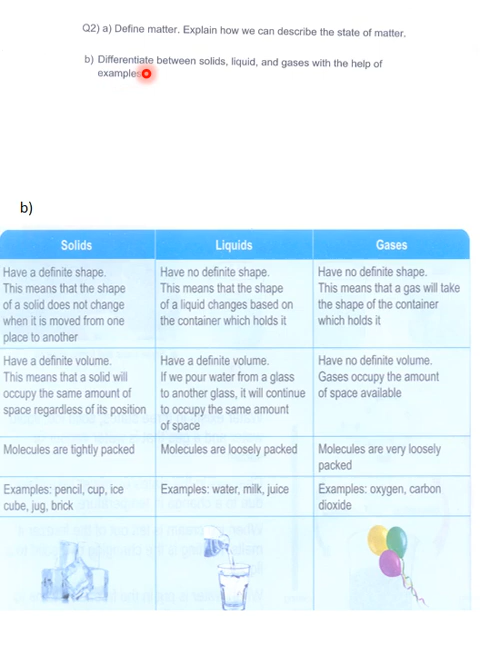 Q2) a) Define matter. Explain how we can describe the state of matter.
b) Differentiate between solids, liquid, and gases with the help of
example
b)
Solids
Liquids
Gases
Have a definite shape.
This means that the shape
of a solid does not change
when it is moved from one
place to another
Have no definite shape.
This means that the shape
of a liquid changes based on
the container which holds it
Have no definite shape.
This means that a gas will take
the shape of the container
which holds it
Have a definite volume.
This means that a solid will
occupy the same amount of
space regardless of its position
Have a definite volume.
If we pour water from a glass
to another glass, it will continue
to occupy the same amount
of space
Have no definite volume.
Gases occupy the amount
of space available
Molecules are tightly packed
Molecules are loosely packed
Molecules are very loosely
packed
Examples: pencil, cup, ice
cube, jug, brick
Examples: water, milk, juice
Examples: oxygen, carbon
dioxide